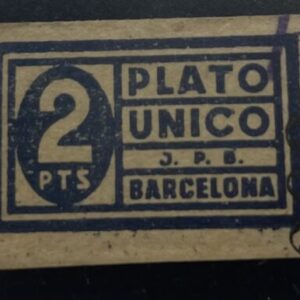 2
PTS
PLATO
UNICO
J. P. B.
BARCELONA